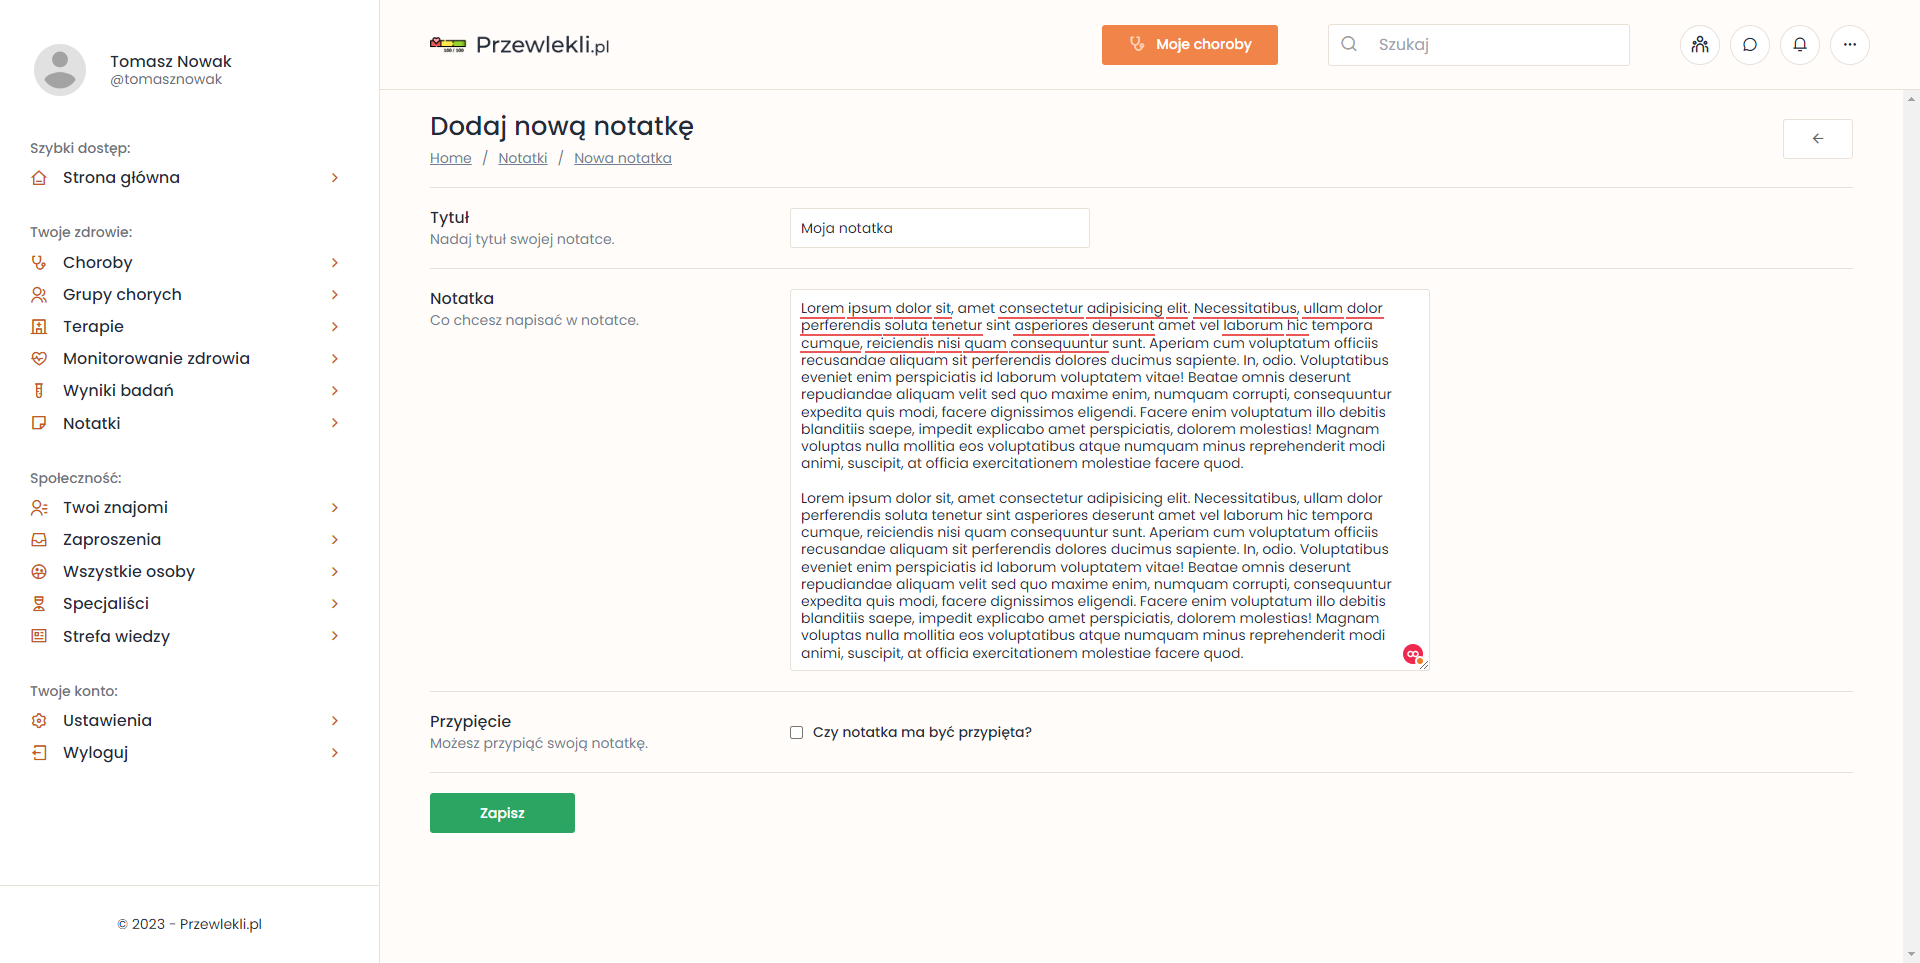 Tomasz Nowak
@tomasznowak
Szybki dostęp:
Strona główna
Twoje zdrowie:
Choroby
Grupy chorych
Terapie
Monitorowanie zdrowia
Wyniki badań
Notatki
Społeczność:
Twoi znajomi
Zaproszenia
Wszystkie osoby
Specjaliści
Strefa wiedzy
Twoje konto:
Ustawienia
Wyloguj
© 2023 - Przewlekli.pl
100 / 100
Przewlekli.pl
Moje choroby
Szukaj
Dodaj nową notatkę
Home / Notatki / Nowa notatka
Tytuł
Nadaj tytuł swojej notatce.
Moja notatka
Notatka
Co chcesz napisać w notatce.
Lorem ipsum dolor sit, amet consectetur adipisicing elit. Necessitatibus, ullam dolor
perferendis soluta tenetur sint asperiores deserunt amet vel laborum hic tempora
cumque, reiciendis nisi quam consequuntur sunt. Aperiam cum voluptatum officiis
recusandae aliquam sit perferendis dolores ducimus sapiente. In, odio. Voluptatibus
eveniet enim perspiciatis id laborum voluptatem vitae! Beatae omnis deserunt
repudiandae aliquam velit sed quo maxime enim, numquam corrupti, consequuntur
expedita quis modi, facere dignissimos eligendi. Facere enim voluptatum illo debitis
blanditiis saepe, impedit explicabo amet perspiciatis, dolorem molestias! Magnam
voluptas nulla mollitia eos voluptatibus atque numquam minus reprehenderit modi
animi, suscipit, at officia exercitationem molestiae facere quod.
Lorem ipsum dolor sit, amet consectetur adipisicing elit. Necessitatibus, ullam dolor
perferendis soluta tenetur sint asperiores deserunt amet vel laborum hic tempora
cumque, reiciendis nisi quam consequuntur sunt. Aperiam cum voluptatum officiis
recusandae aliquam sit perferendis dolores ducimus sapiente. In, odio. Voluptatibus
eveniet enim perspiciatis id laborum voluptatem vitae! Beatae omnis deserunt
repudiandae aliquam velit sed quo maxime enim, numquam corrupti, consequuntur
expedita quis modi, facere dignissimos eligendi. Facere enim voluptatum illo debitis
blanditiis saepe, impedit explicabo amet perspiciatis, dolorem molestias! Magnam
voluptas nulla mollitia eos voluptatibus atque numquam minus reprehenderit modi
animi, suscipit, at officia exercitationem molestiae facere quod.
Przypięcie
Możesz przypiąć swoją notatkę.
Czy notatka ma być przypięta?
Zapisz